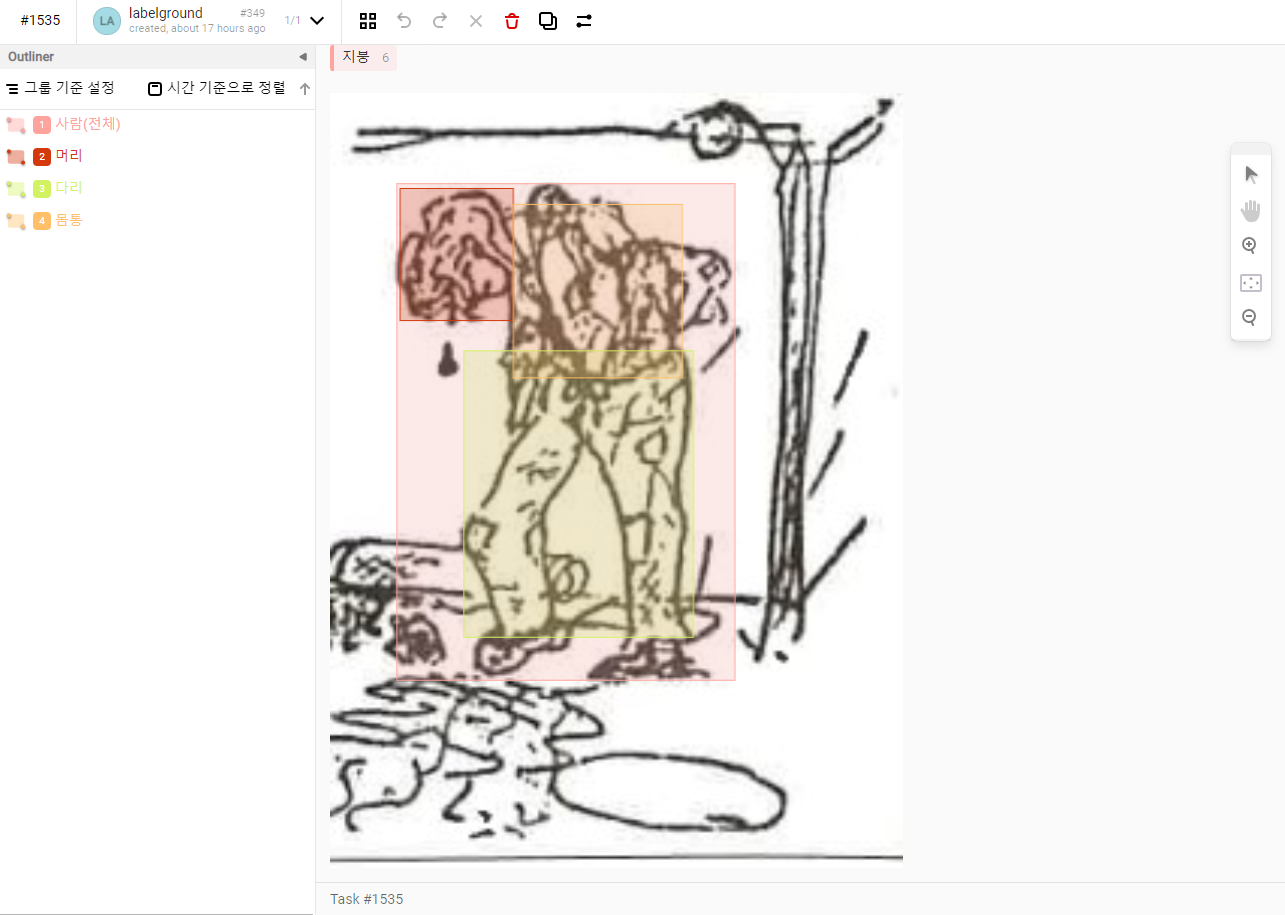 #1535
LA
labelground
#349
created, about 17 hours ago
1/1
Outliner
그룹 기준 설정
시간 기준으로 정렬
1 사람(전체)
2 머리
3 다리
4 몸통
지붕 6
Task #1535